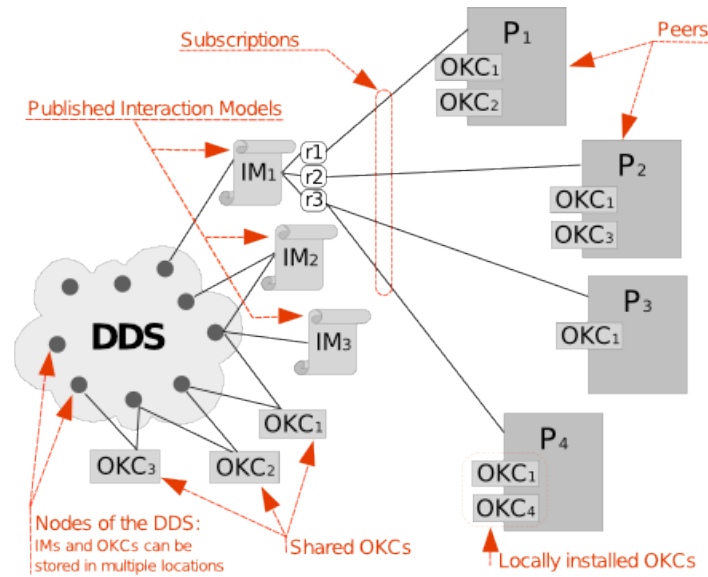 Subscriptions
P1
Peers
OKC1
OKC2
Published Interaction Models
r1
IM1
r2
r3
P2
OKC1
OKC3
IM2
P3
DDS
IM3
OKC1
OKC1
P4
OKC3
OKC2
OKC1
OKC4
Nodes of the DDS:
IMs and OKCs can be
stored in multiple locations
Shared OKCs
Locally installed OKCs